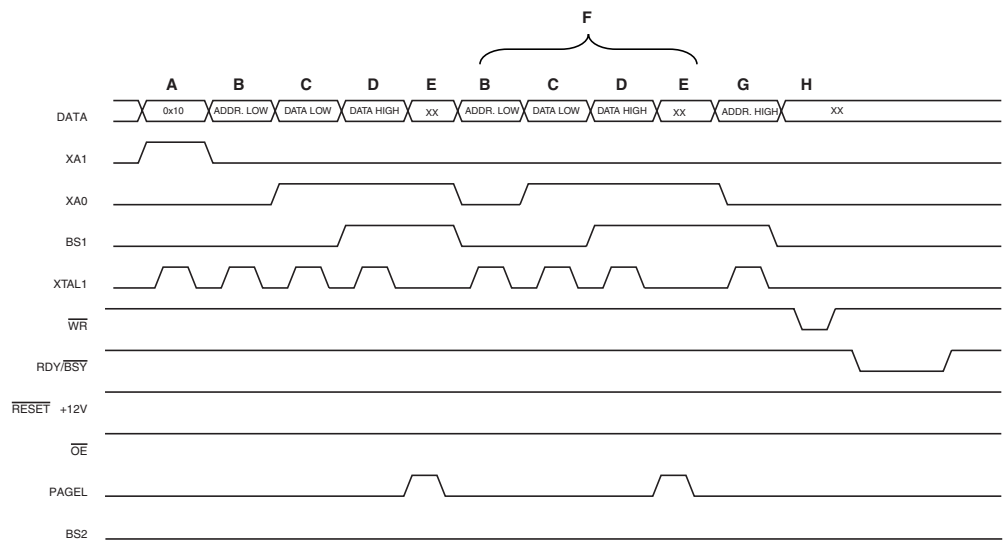 F
A B C D E B C D E G H
DATA 0x10 ADDR. LOW DATA LOW DATA HIGH XX ADDR. LOW DATA LOW DATA HIGH XX ADDR. HIGH XX
XA1
XA0
BS1
XTAL1
WR
RDY/BSY
RESET +12V
OE
PAGEL
BS2